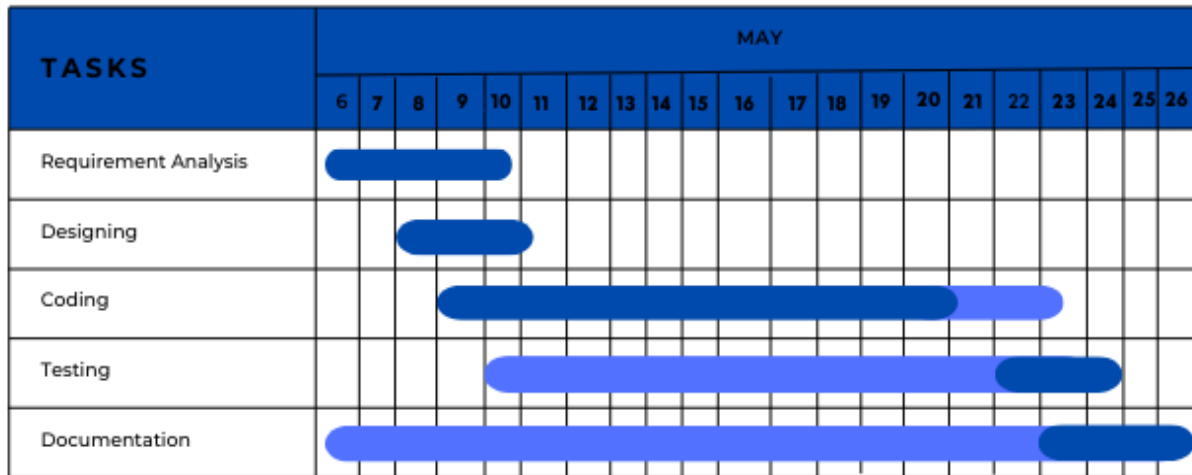 MAY
TASKS
6 7 8 9 10 11 12 13 14 15 16 17 18 19 20 21 22 23 24 25 26
Requirement Analysis
Designing
Coding
Testing
Documentation